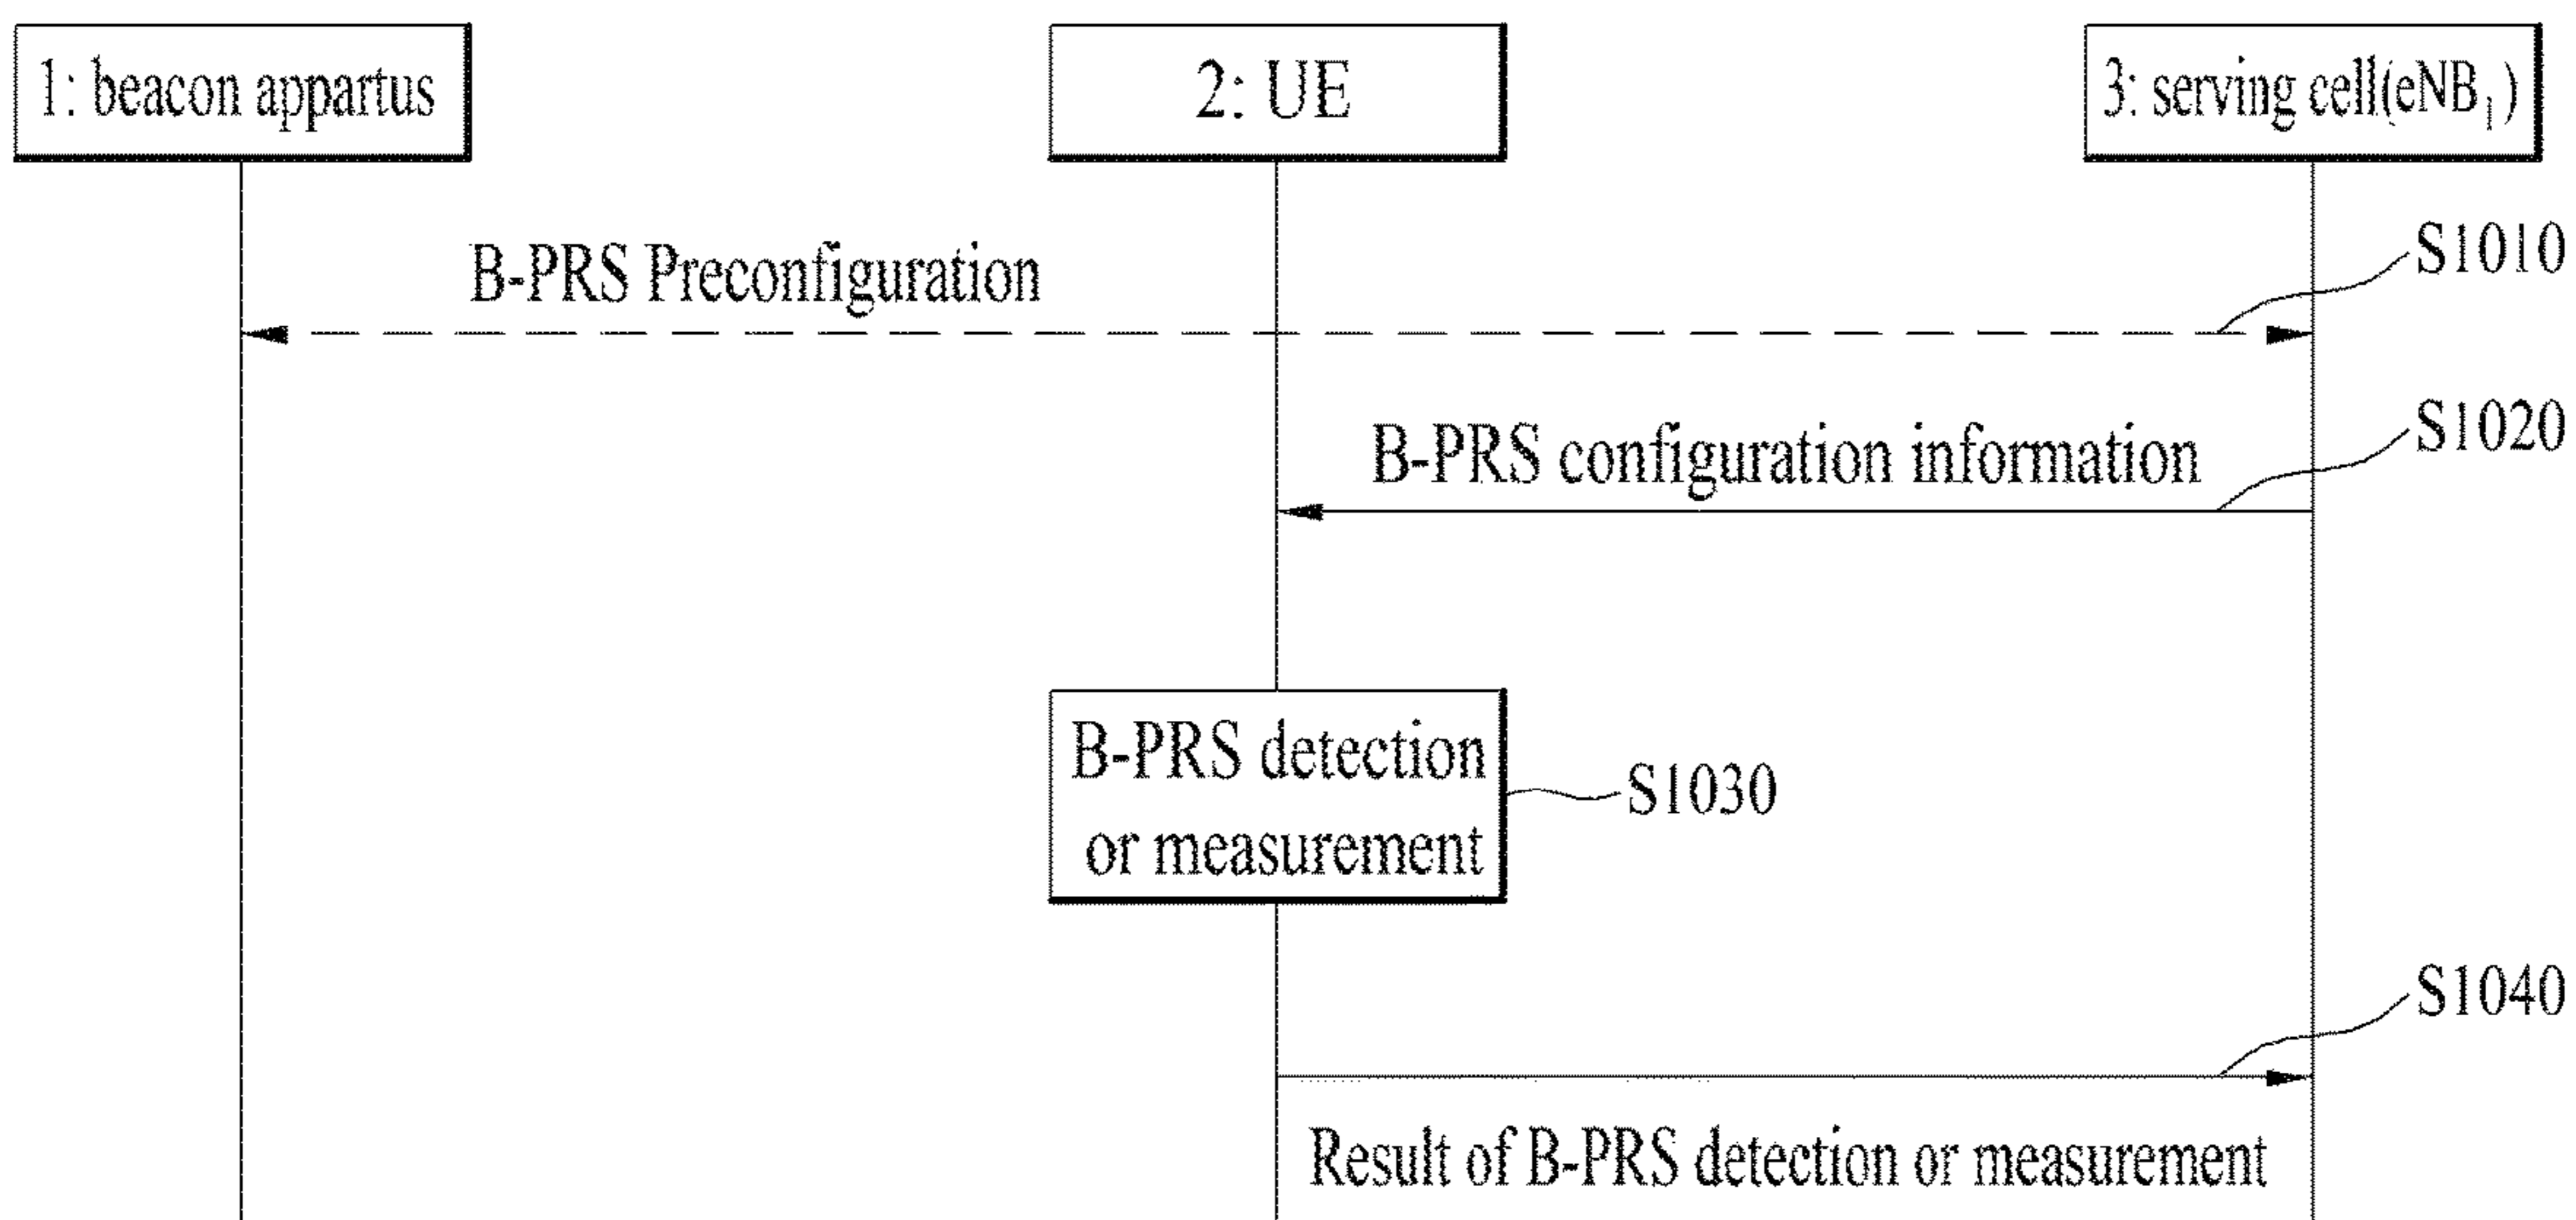 1: beacon appartus
2: UE
3: serving cell(eNB1)
S1010
B-PRS Preconfiguration
S1020
B-PRS configuration information
B-PRS detection
or measurement
S1030
S1040
Result of B-PRS detection or measurement